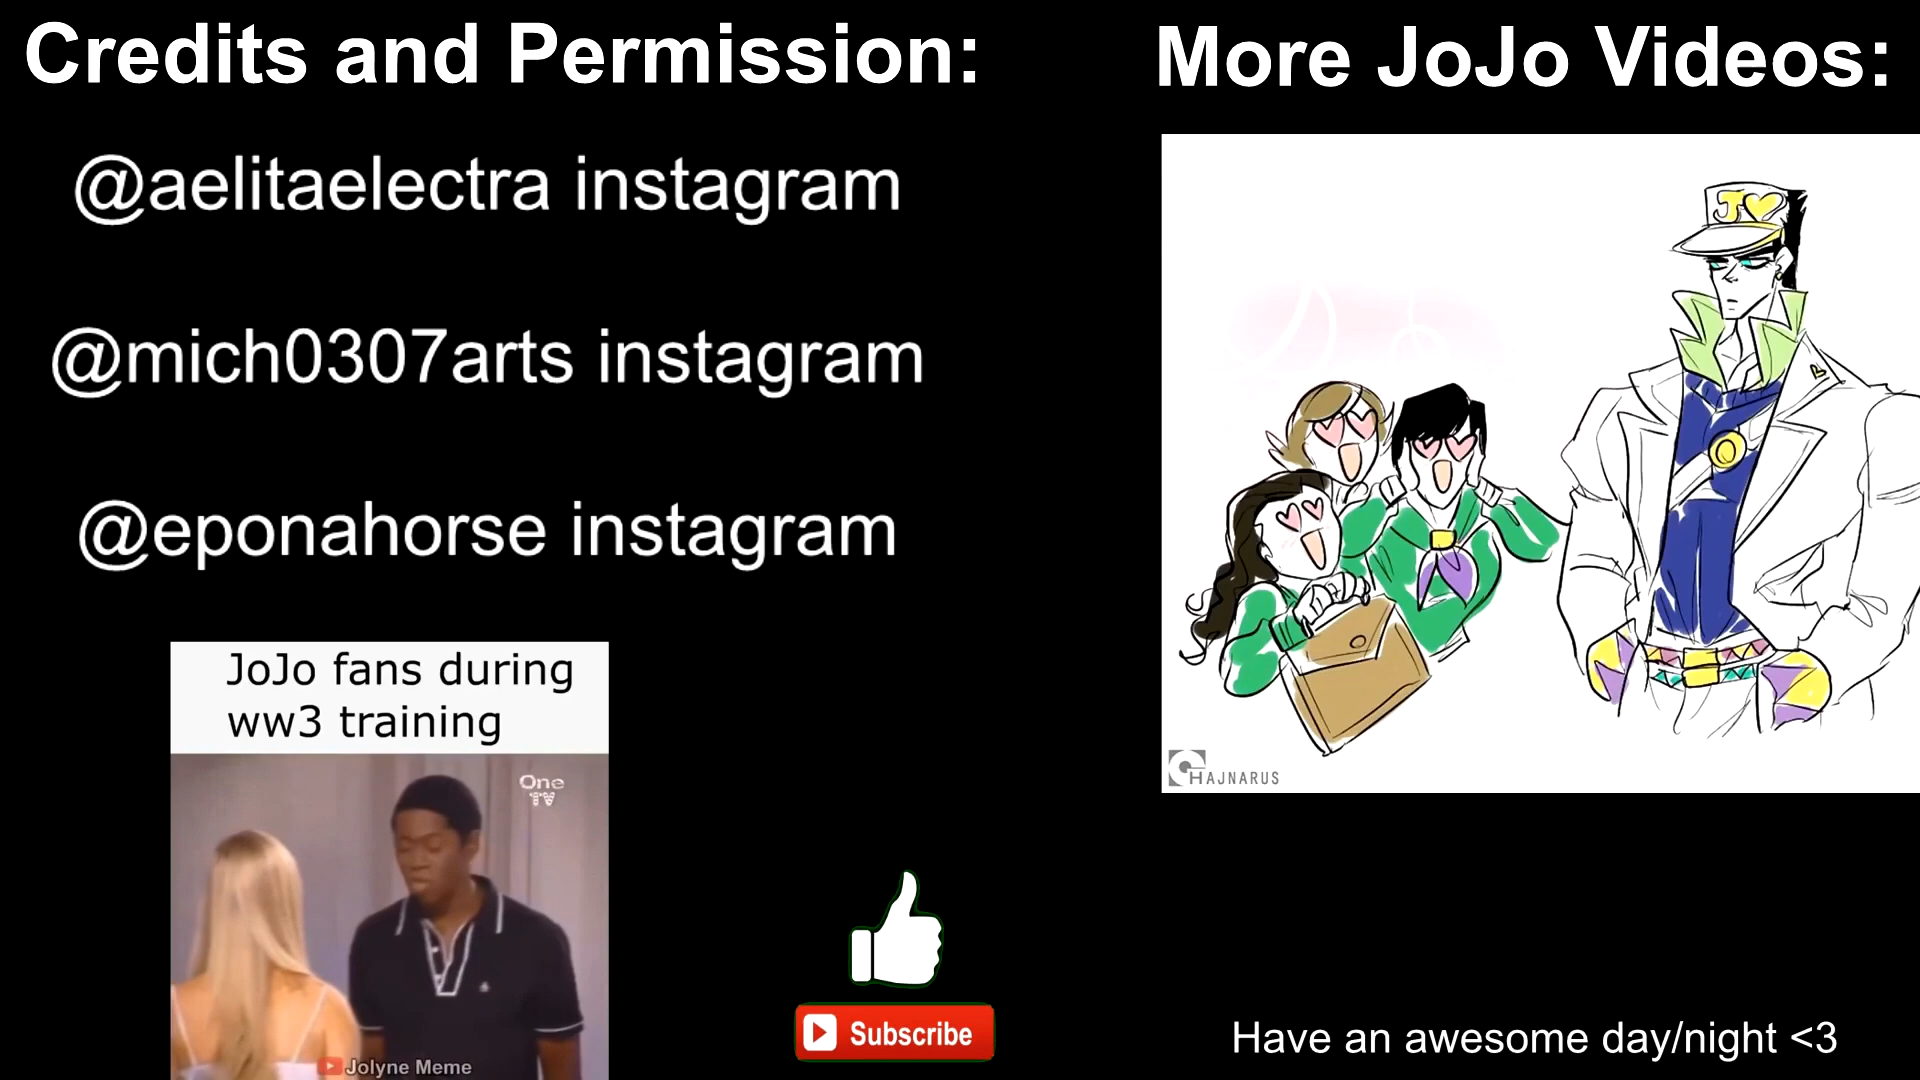 Credits and Permission:
@aelitaelectra instagram
@mich0307arts instagram
@eponahorse instagram
JoJo fans during
ww3 training
One
TV
Jolyne Meme
Subscribe
More JoJo Videos:
J
HAJNARUS
Have an awesome day/night <3